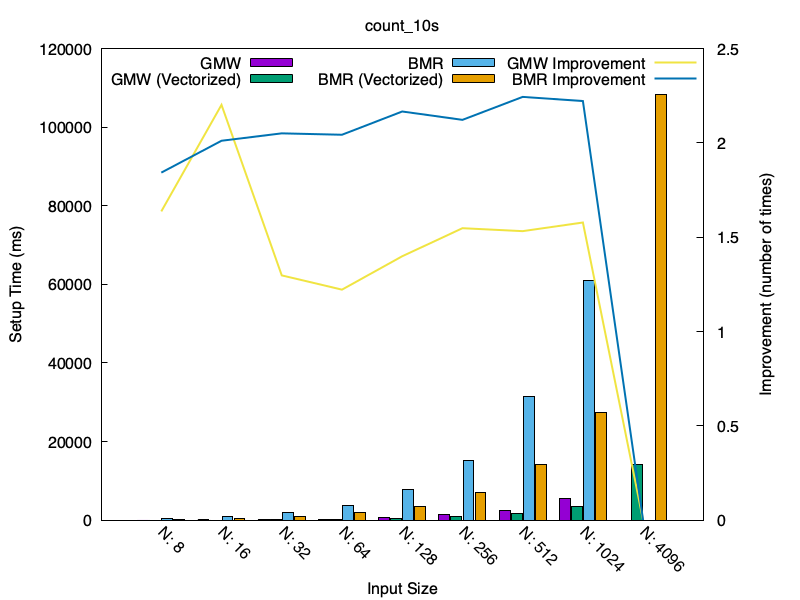 count_10s
GMW
GMW (Vectorized)
BMR
BMR (Vectorized)
GMW Improvement
BMR Improvement
Setup Time (ms)
120000
100000
80000
60000
40000
20000
0
2.5
2
1.5
1
0.5
0
Improvement (number of times)
N: 8
N: 16
N: 32
N: 64
N: 128
N: 256
N: 512
N: 1024
N: 4096
Input Size